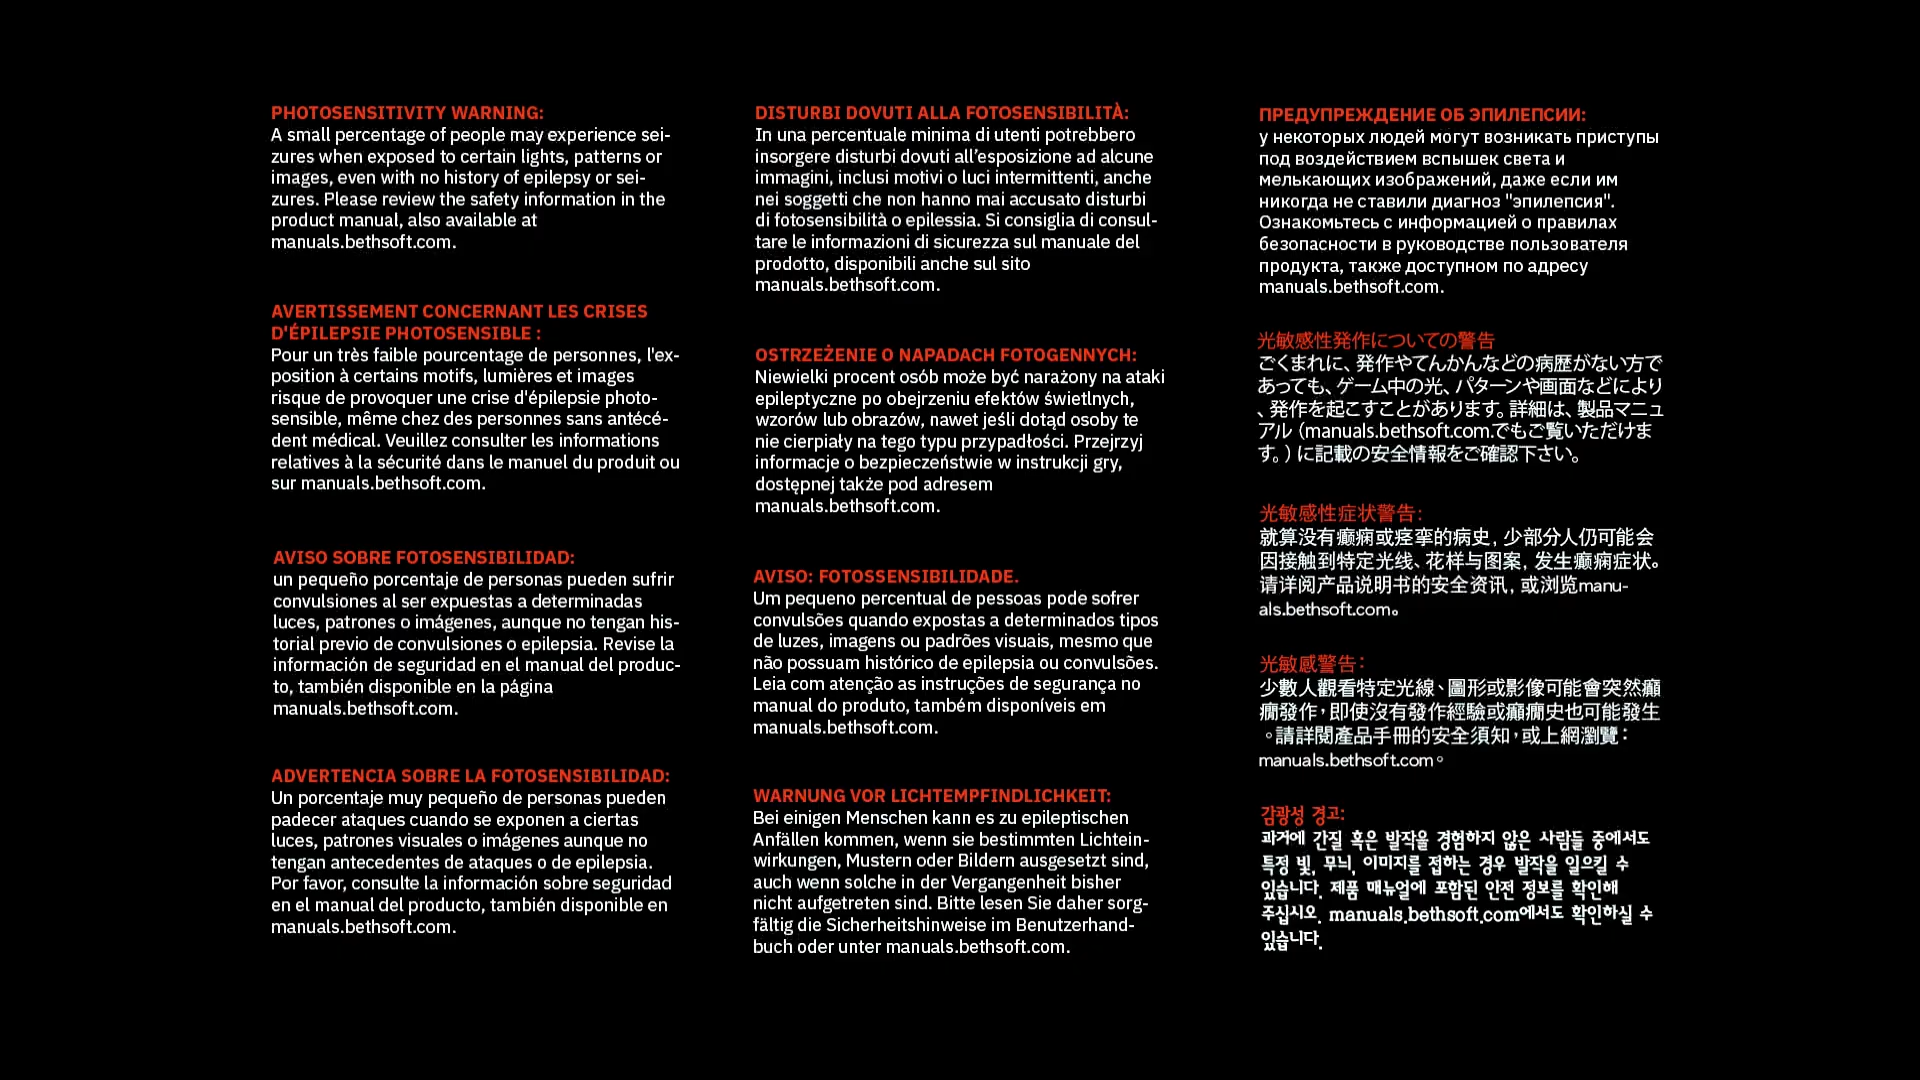 PHOTOSENSITIVITY WARNING:
A small percentage of people may experience sei-
zures when exposed to certain lights, patterns or
images, even with no history of epilepsy or sei-
zures. Please review the safety information in the
product manual, also available at
manuals.bethsoft.com.
AVERTISSEMENT CONCERNANT LES CRISES
D'ÉPILEPSIE PHOTOSENSIBLE :
Pour un très faible pourcentage de personnes, l'ex-
position à certains motifs, lumières et images
risque de provoquer une crise d'épilepsie photo-
sensible, même chez des personnes sans antécé-
dent médical. Veuillez consulter les informations
relatives à la sécurité dans le manuel du produit ou
sur manuals.bethsoft.com.
AVISO SOBRE FOTOSENSIBILIDAD:
un pequeño porcentaje de personas pueden sufrir
convulsiones al ser expuestas a determinadas
luces, patrones o imágenes, aunque no tengan his-
torial previo de convulsiones o epilepsia. Revise la
información de seguridad en el manual del produc-
to, también disponible en la página
manuals.bethsoft.com.
ADVERTENCIA SOBRE LA FOTOSENSIBILIDAD:
Un porcentaje muy pequeño de personas pueden
padecer ataques cuando se exponen a ciertas
luces, patrones visuales o imágenes aunque no
tengan antecedentes de ataques o de epilepsia.
Por favor, consulte la información sobre seguridad
en el manual del producto, también disponible en
manuals.bethsoft.com.
DISTURBI DOVUTI ALLA FOTOSENSIBILITÀ:
In una percentuale minima di utenti potrebbero
insorgere disturbi dovuti all’esposizione ad alcune
immagini, inclusi motivi o luci intermittenti, anche
nei soggetti che non hanno mai accusato disturbi
di fotosensibilità o epilessia. Si consiglia di consul-
tare le informazioni di sicurezza sul manuale del
prodotto, disponibili anche sul sito
manuals.bethsoft.com.
OSTRZEŻENIE O NAPADACH FOTOGENNYCH:
Niewielki procent osób może być narażony na ataki
epileptyczne po obejrzeniu efektów świetlnych,
wzorów lub obrazów, nawet jeśli dotąd osoby te
nie cierpiały na tego typu przypadłości. Przejrzyj
informacje o bezpieczeństwie w instrukcji gry,
dostępnej także pod adresem
manuals.bethsoft.com.
AVISO: FOTOSSENSIBILIDADE.
Um pequeno percentual de pessoas pode sofrer
convulsões quando expostas a determinados tipos
de luzes, imagens ou padrões visuais, mesmo que
não possuam histórico de epilepsia ou convulsões.
Leia com atenção as instruções de segurança no
manual do produto, também disponíveis em
manuals.bethsoft.com.
WARNUNG VOR LICHTEMPFINDLICHKEIT:
Bei einigen Menschen kann es zu epileptischen
Anfällen kommen, wenn sie bestimmten Lichtein-
wirkungen, Mustern oder Bildern ausgesetzt sind,
auch wenn solche in der Vergangenheit bisher
nicht aufgetreten sind. Bitte lesen Sie daher sorg-
fältig die Sicherheitshinweise im Benutzerhand-
buch oder unter manuals.bethsoft.com.
ПРЕДУПРЕЖДЕНИЕ ОБ ЭПИЛЕПСИИ:
у некоторых людей могут возникать приступы
под воздействием вспышек света и
мелькающих изображений, даже если им
никогда не ставили диагноз "эпилепсия".
Ознакомьтесь с информацией о правилах
безопасности в руководстве пользователя
продукта, также доступном по адресу
manuals.bethsoft.com.
光敏感性発作についての警告
ごくまれに、発作やてんかんなどの病歴がない方で
あっても、ゲーム中の光、パターンや画面などにより
、発作を起こすことがあります。詳細は、製品マニュ
アル（manuals.bethsoft.com.でもご覧いただけま
す。）に記載の安全情報をご確認下さい。
光敏感性症状警告：
就算没有癫痫或痉挛的病史，少部分人仍可能会
因接触到特定光线、花样与图案，发生癫痫症状。
请详阅产品说明书的安全资讯，或浏览manu-
als.bethsoft.com。
光敏感警告：
少數人觀看特定光線、圖形或影像可能會突然癲
癇發作，即使沒有發作經驗或癲癇史也可能發生
。請詳閱產品手冊的安全須知，或上網瀏覽：
manuals.bethsoft.com。
감광성 경고:
과거에 간질 혹은 발작을 경험하지 않은 사람들 중에서도
특정 빛, 무늬, 이미지를 접하는 경우 발작을 일으킬 수
있습니다. 제품 매뉴얼에 포함된 안전 정보를 확인해
주십시오. manuals.bethsoft.com에서도 확인하실 수
있습니다.